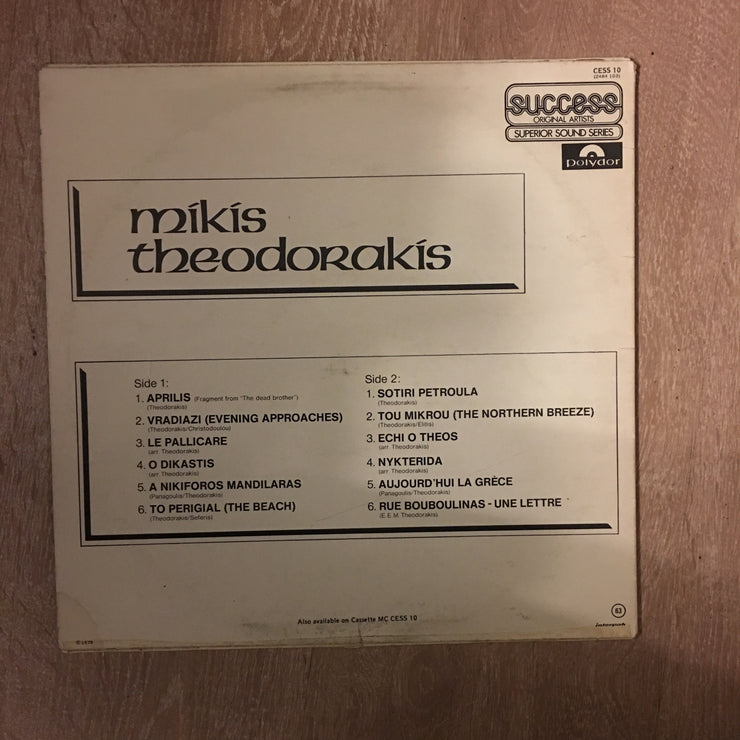 CESS 10
(2484 100)
success
ORIGINAL ARTISTS
SUPERIOR SOUND SERIES
Polydor
mikis
theodorakis
Side 1:
1. APRILIS (Fragment from "The dead brother")
(Theodorakis)
2. VRADIAZI (EVENING APPROACHES)
(Theodorakis/Christodoulou)
3. LE PALLICARE
(arr. Theodorakis)
4. O DIKASTIS
(arr. Theodorakis)
5. A NIKIFOROS MANDILARAS
(Panagoulis/Theodorakis)
6. TO PERIGIAL (THE BEACH)
(Theodorakis/Seferis)
Side 2:
1. SOTIRI PETROULA
(Theodorakis)
2. TOU MIKROU (THE NORTHERN BREEZE)
(Theodorakis/Elitis)
3. ECHI O THEOS
(arr. Theodorakis)
4. NYKTERIDA
(arr. Theodorakis)
5. AUJOURD'HUI LA GRÈCE
(Panagoulis/Theodorakis)
6. RUE BOUBOULINAS - UNE LETTRE
(E.E.M. Theodorakis)
Also available on Cassette MC CESS 10
63
interpak